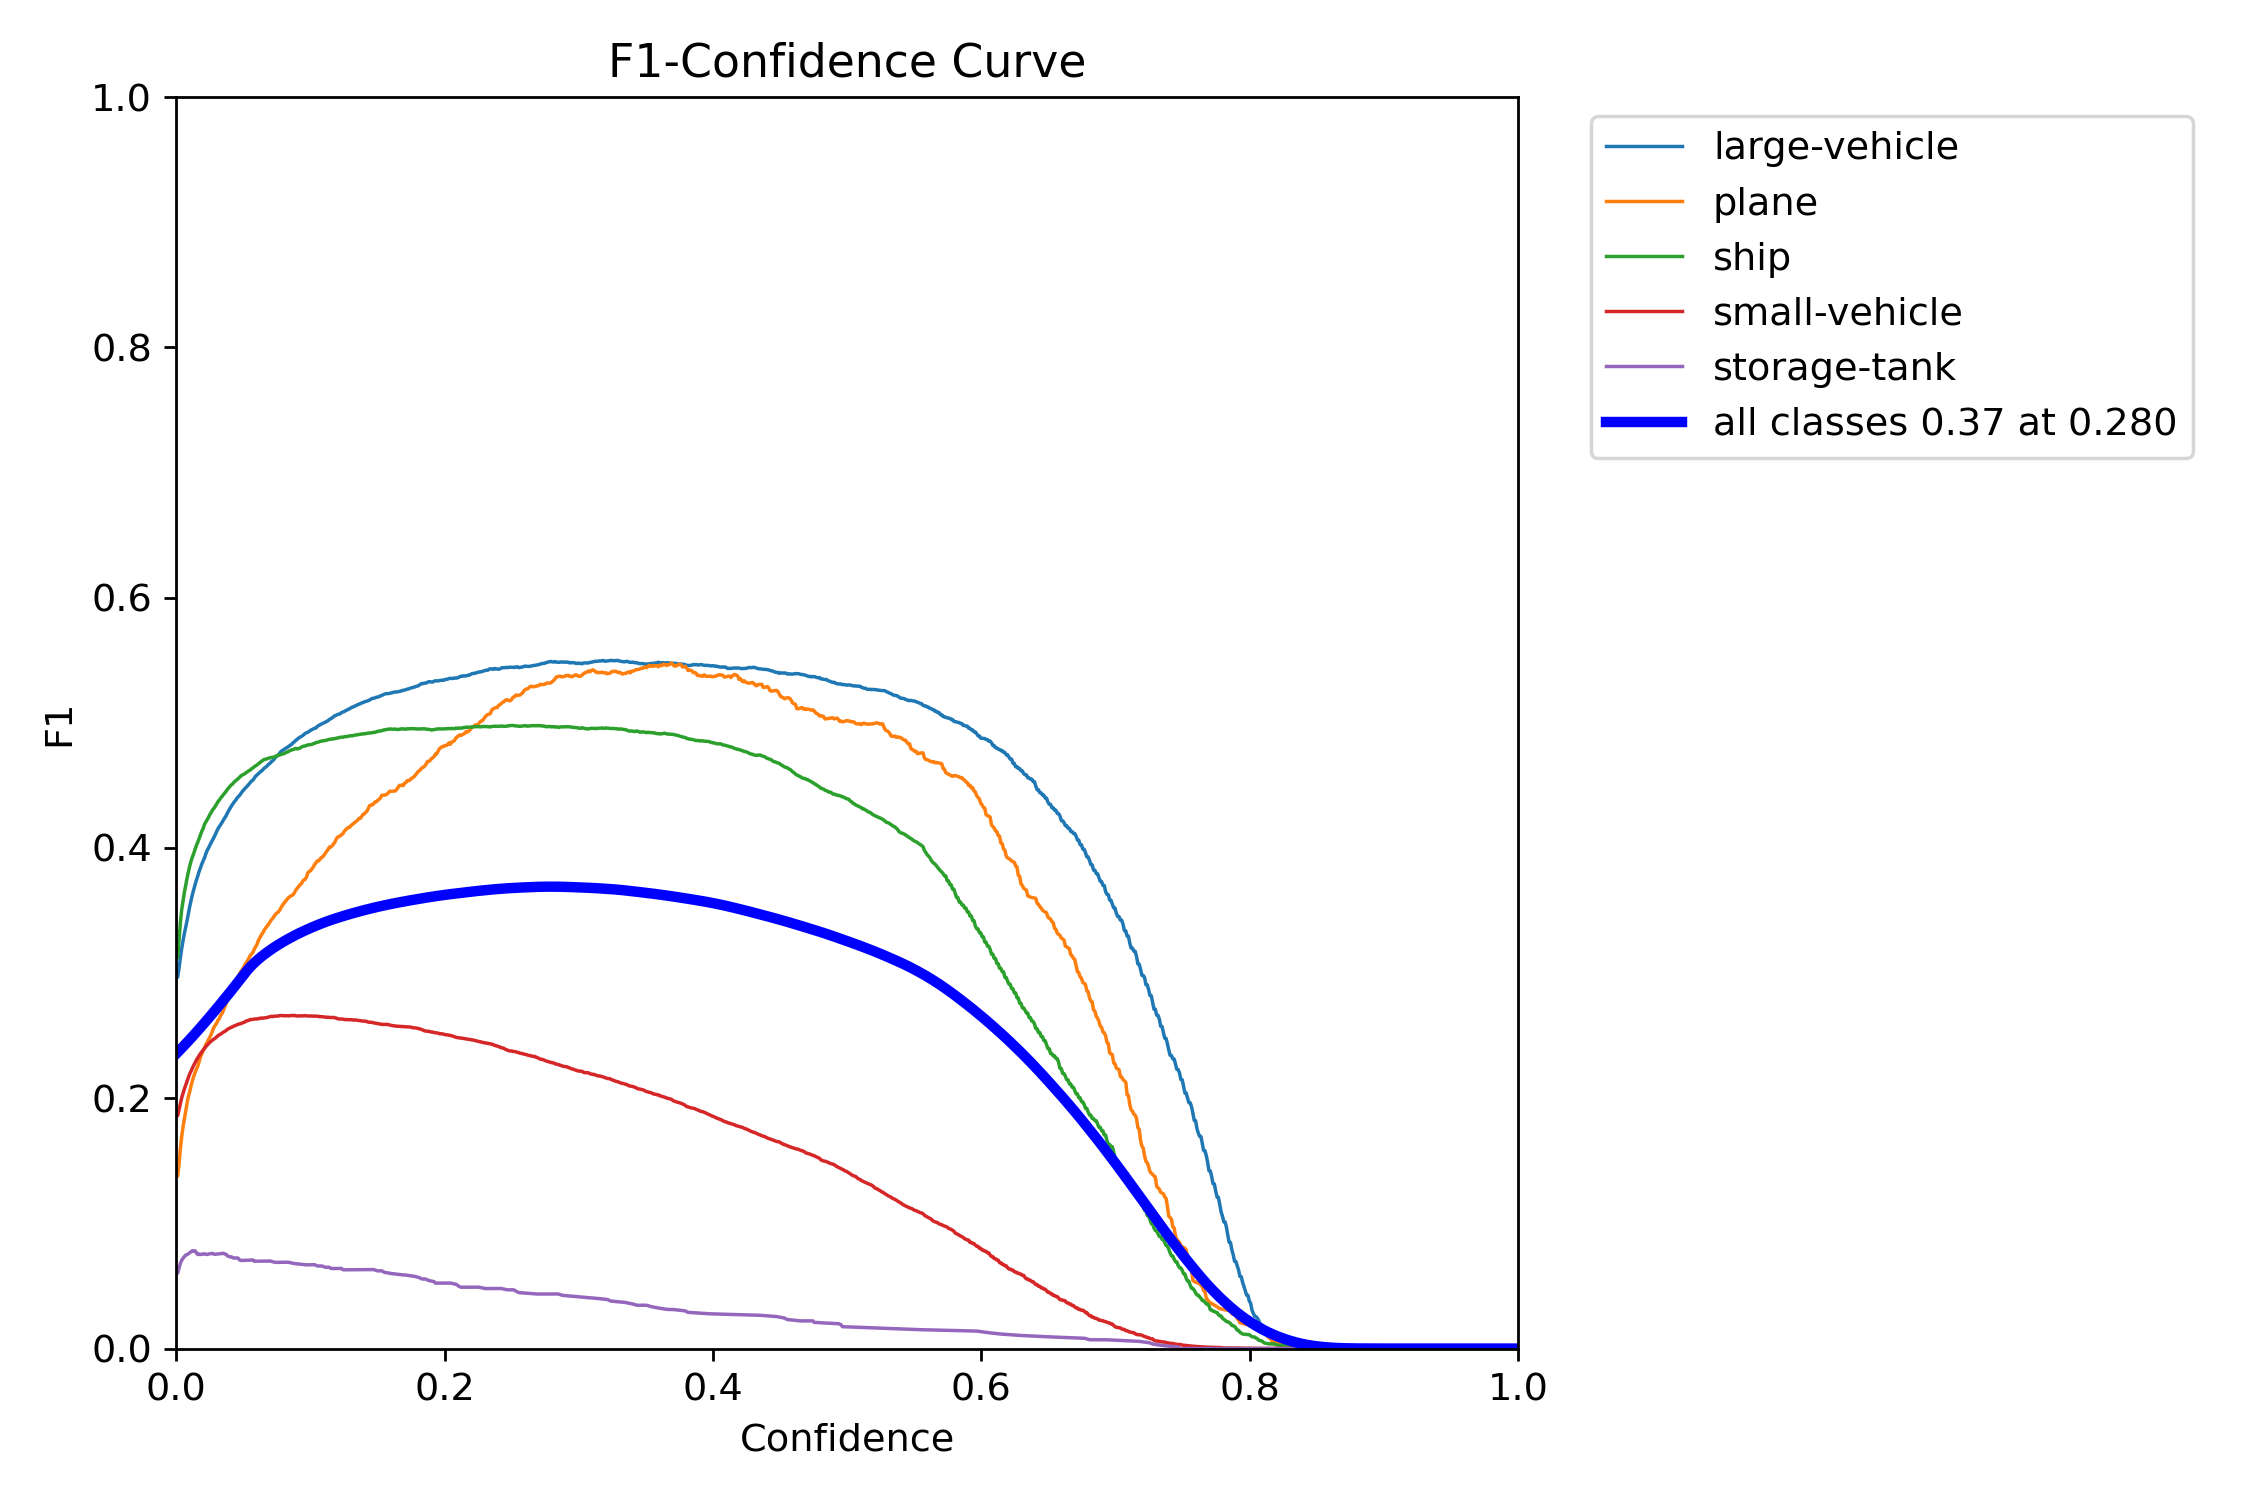 F1-Confidence Curve
1.0
0.8
0.6
0.4
0.2
0.0
F1
0.0 0.2 0.4 0.6 0.8 1.0
Confidence
large-vehicle
plane
ship
small-vehicle
storage-tank
all classes 0.37 at 0.280